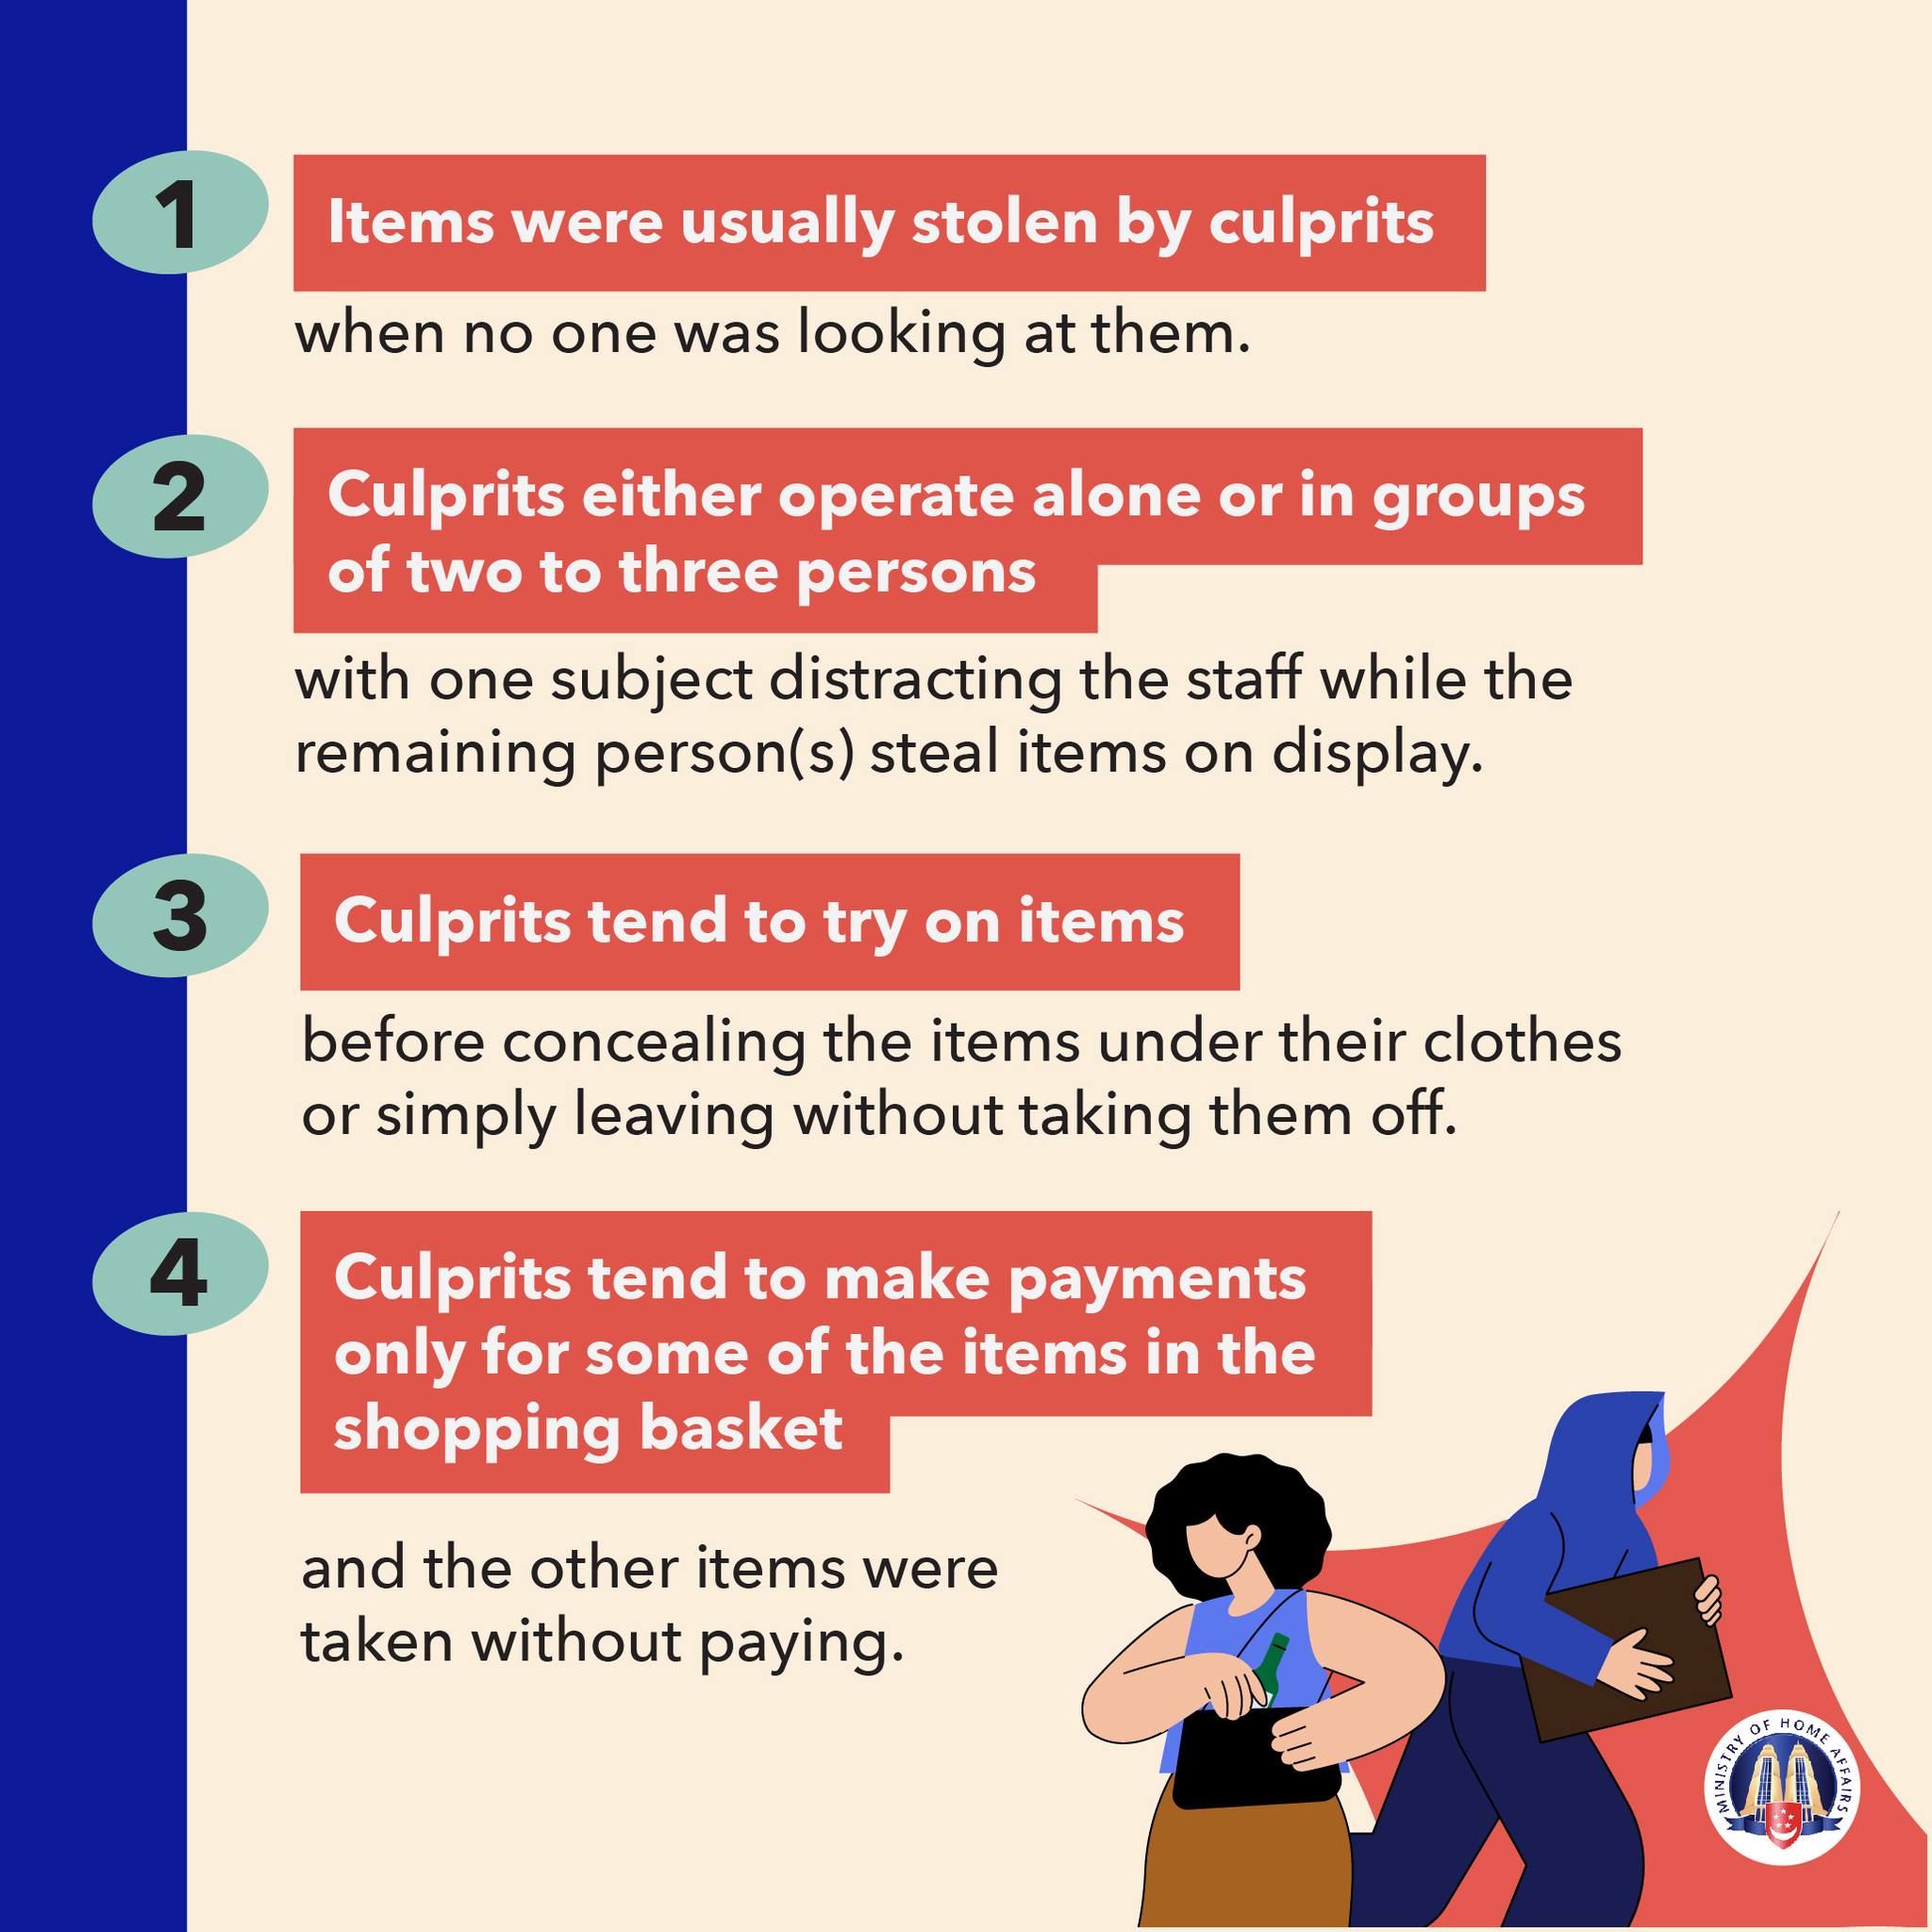 1
Items were usually stolen by culprits
when no one was looking at them.
2
Culprits either operate alone or in groups
of two to three persons
with one subject distracting the staff while the
remaining person(s) steal items on display.
3
Culprits tend to try on items
before concealing the items under their clothes
or simply leaving without taking them off.
4
Culprits tend to make payments
only for some of the items in the
shopping basket
and the other items were
taken without paying.
MINISTRY OF HOME AFFAIRS